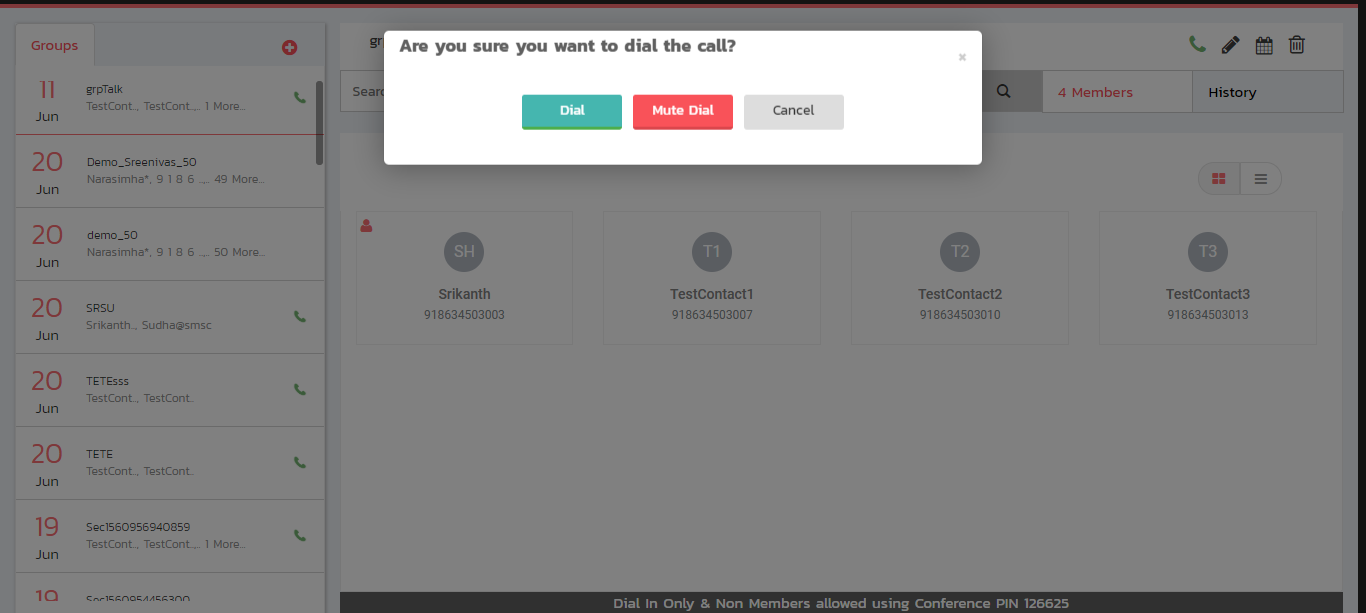 Groups
11
Jun
grpTalk
TestCont.., TestCont..,.. 1 More..
20
Jun
Demo_Sreenivas_50
Narasimha*, 9 1 8 6 ..,.. 49 More...
20
Jun
demo_50
Narasimha*, 9 1 8 6 ..,.. 50 More...
20
Jun
SRSU
Srikanth.., Sudha@smsc
20
Jun
TETEsss
TestCont.., TestCont..
20
Jun
TETE
TestCont.., TestCont..
19
Jun
Sec1560956940859
TestCont.., TestCont..,.. 1 More..
19
Sec1560954456300
Are you sure you want to dial the call?
×
Dial
Mute Dial
Cancel
4 Members
History
SH
Srikanth
918634503003
T1
TestContact1
918634503007
T2
TestContact2
918634503010
T3
TestContact3
918634503013
Dial In Only & Non Members allowed using Conference PIN 126625